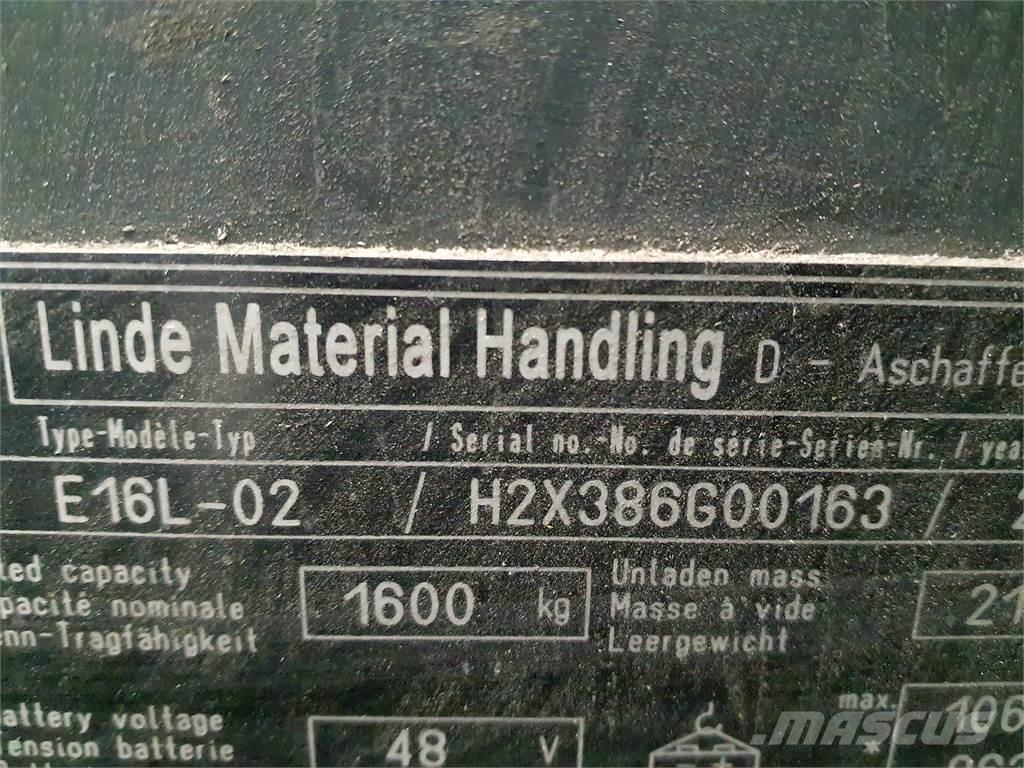 Linde Material Handling D - Aschaffe
Type-Modèle-Typ / Serial no.-No. de série-Serien-Nr. / yea
E16L-02 / H2X386G00163 / 2
ted capacity
pacité nominale
nn-Tragfähigkeit
1600 kg
Unladen mass
Masse à vide
Leergewicht
21
attery voltage
ension batterie
48 V
max. 106
*
MASCUS